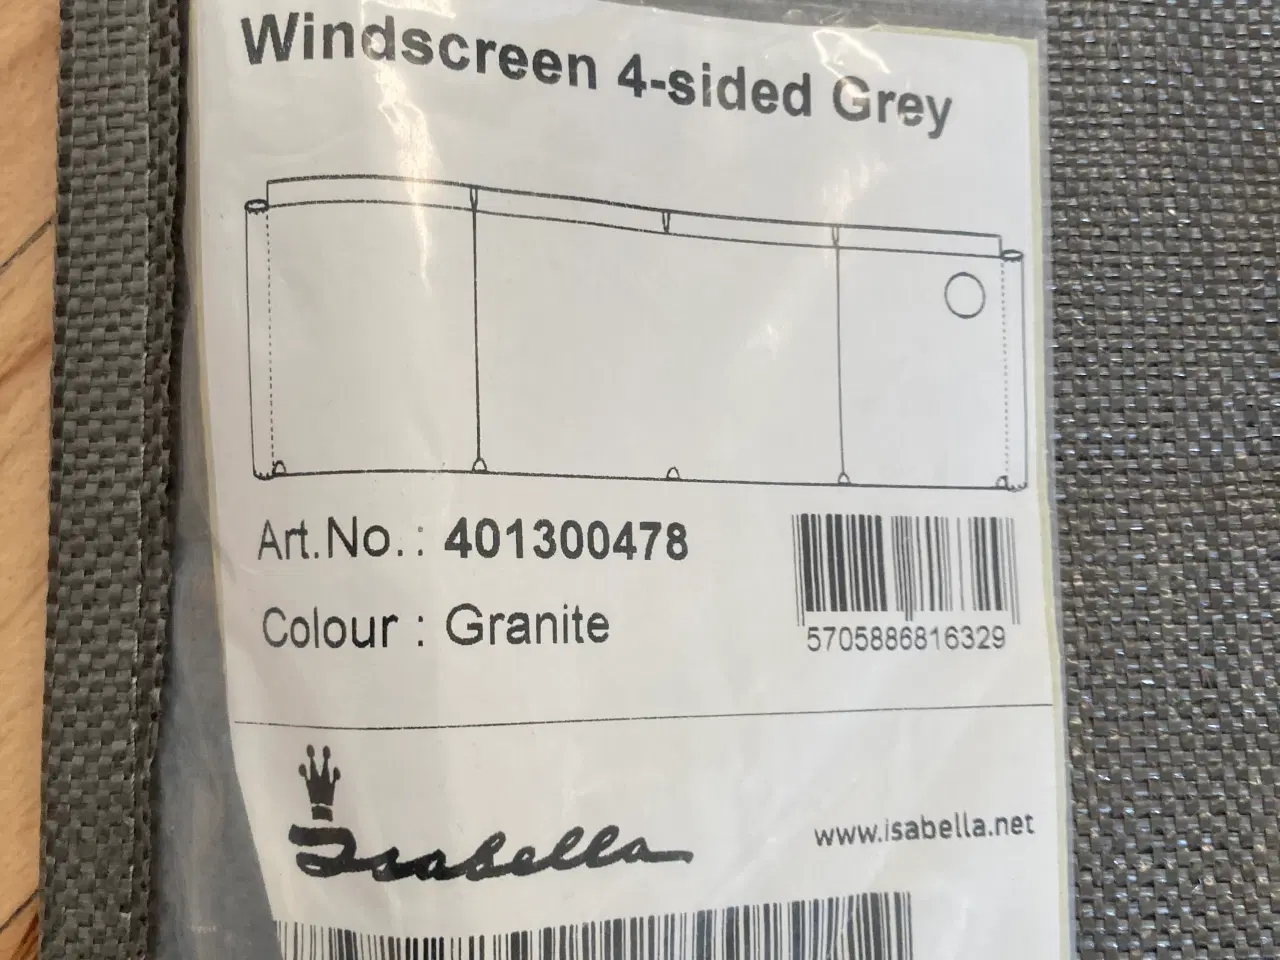 Windscreen 4-sided Grey
Art.No. : 401300478
Colour : Granite
5705886816329
Isabella
www.isabella.net